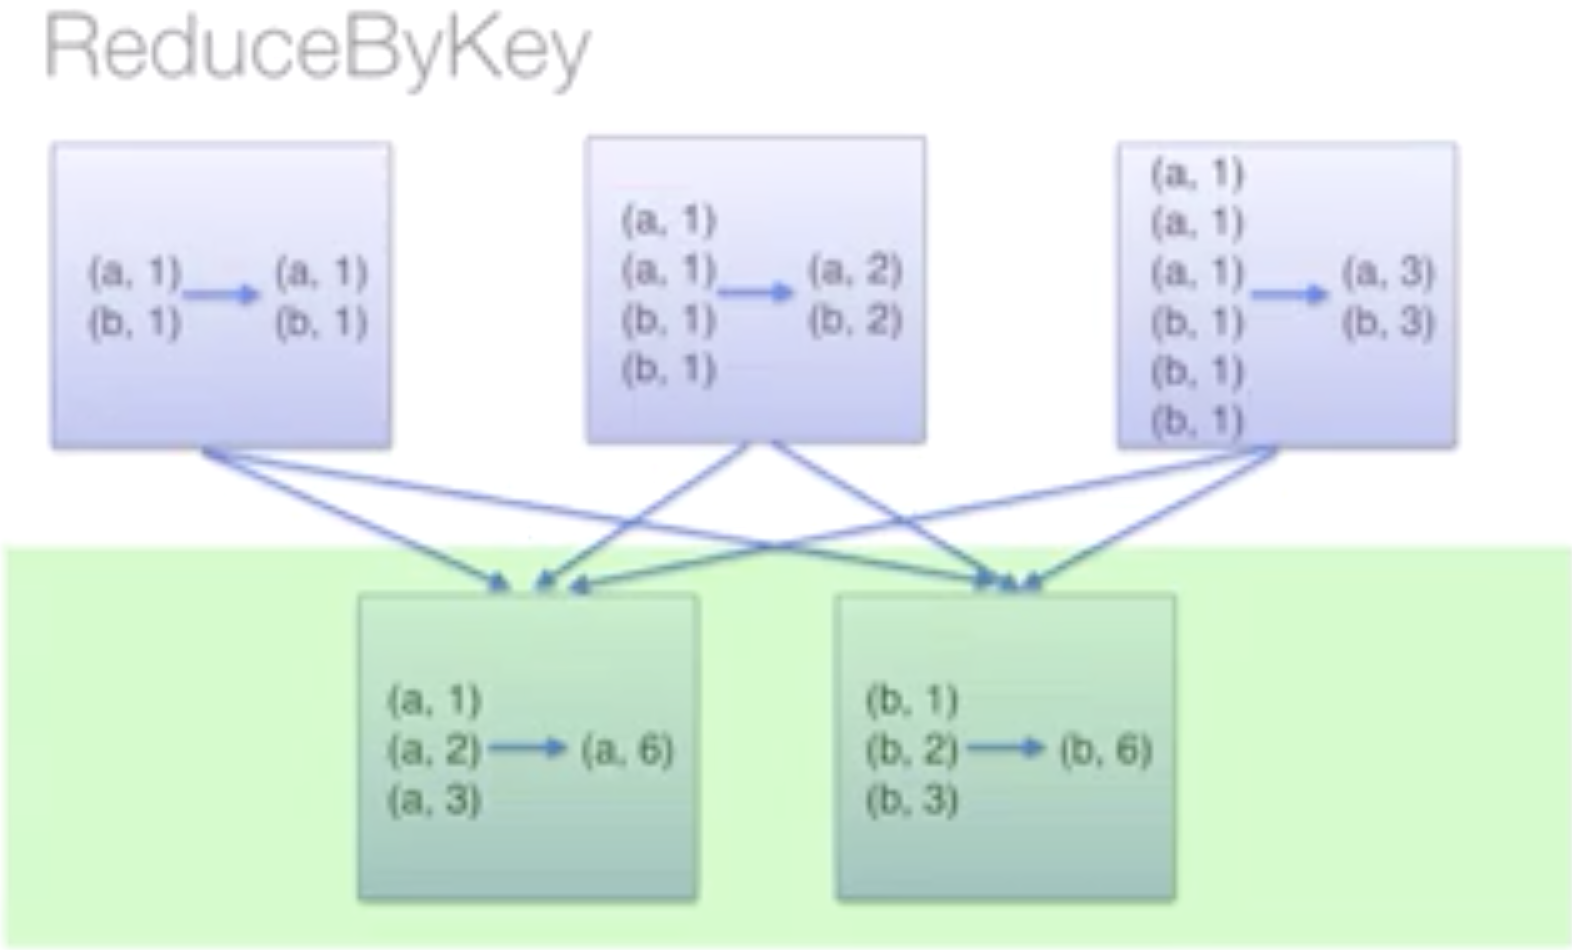 ReduceByKey
(a, 1)
(b, 1)
(a, 1)
(b, 1)
(a, 1)
(a, 1)
(b, 1)
(b, 1)
(a, 2)
(b, 2)
(a, 1)
(a, 1)
(a, 1)
(b, 1)
(b, 1)
(b, 1)
(a, 3)
(b, 3)
(a, 1)
(a, 2)
(a, 3)
(a, 6)
(b, 1)
(b, 2)
(b, 3)
(b, 6)